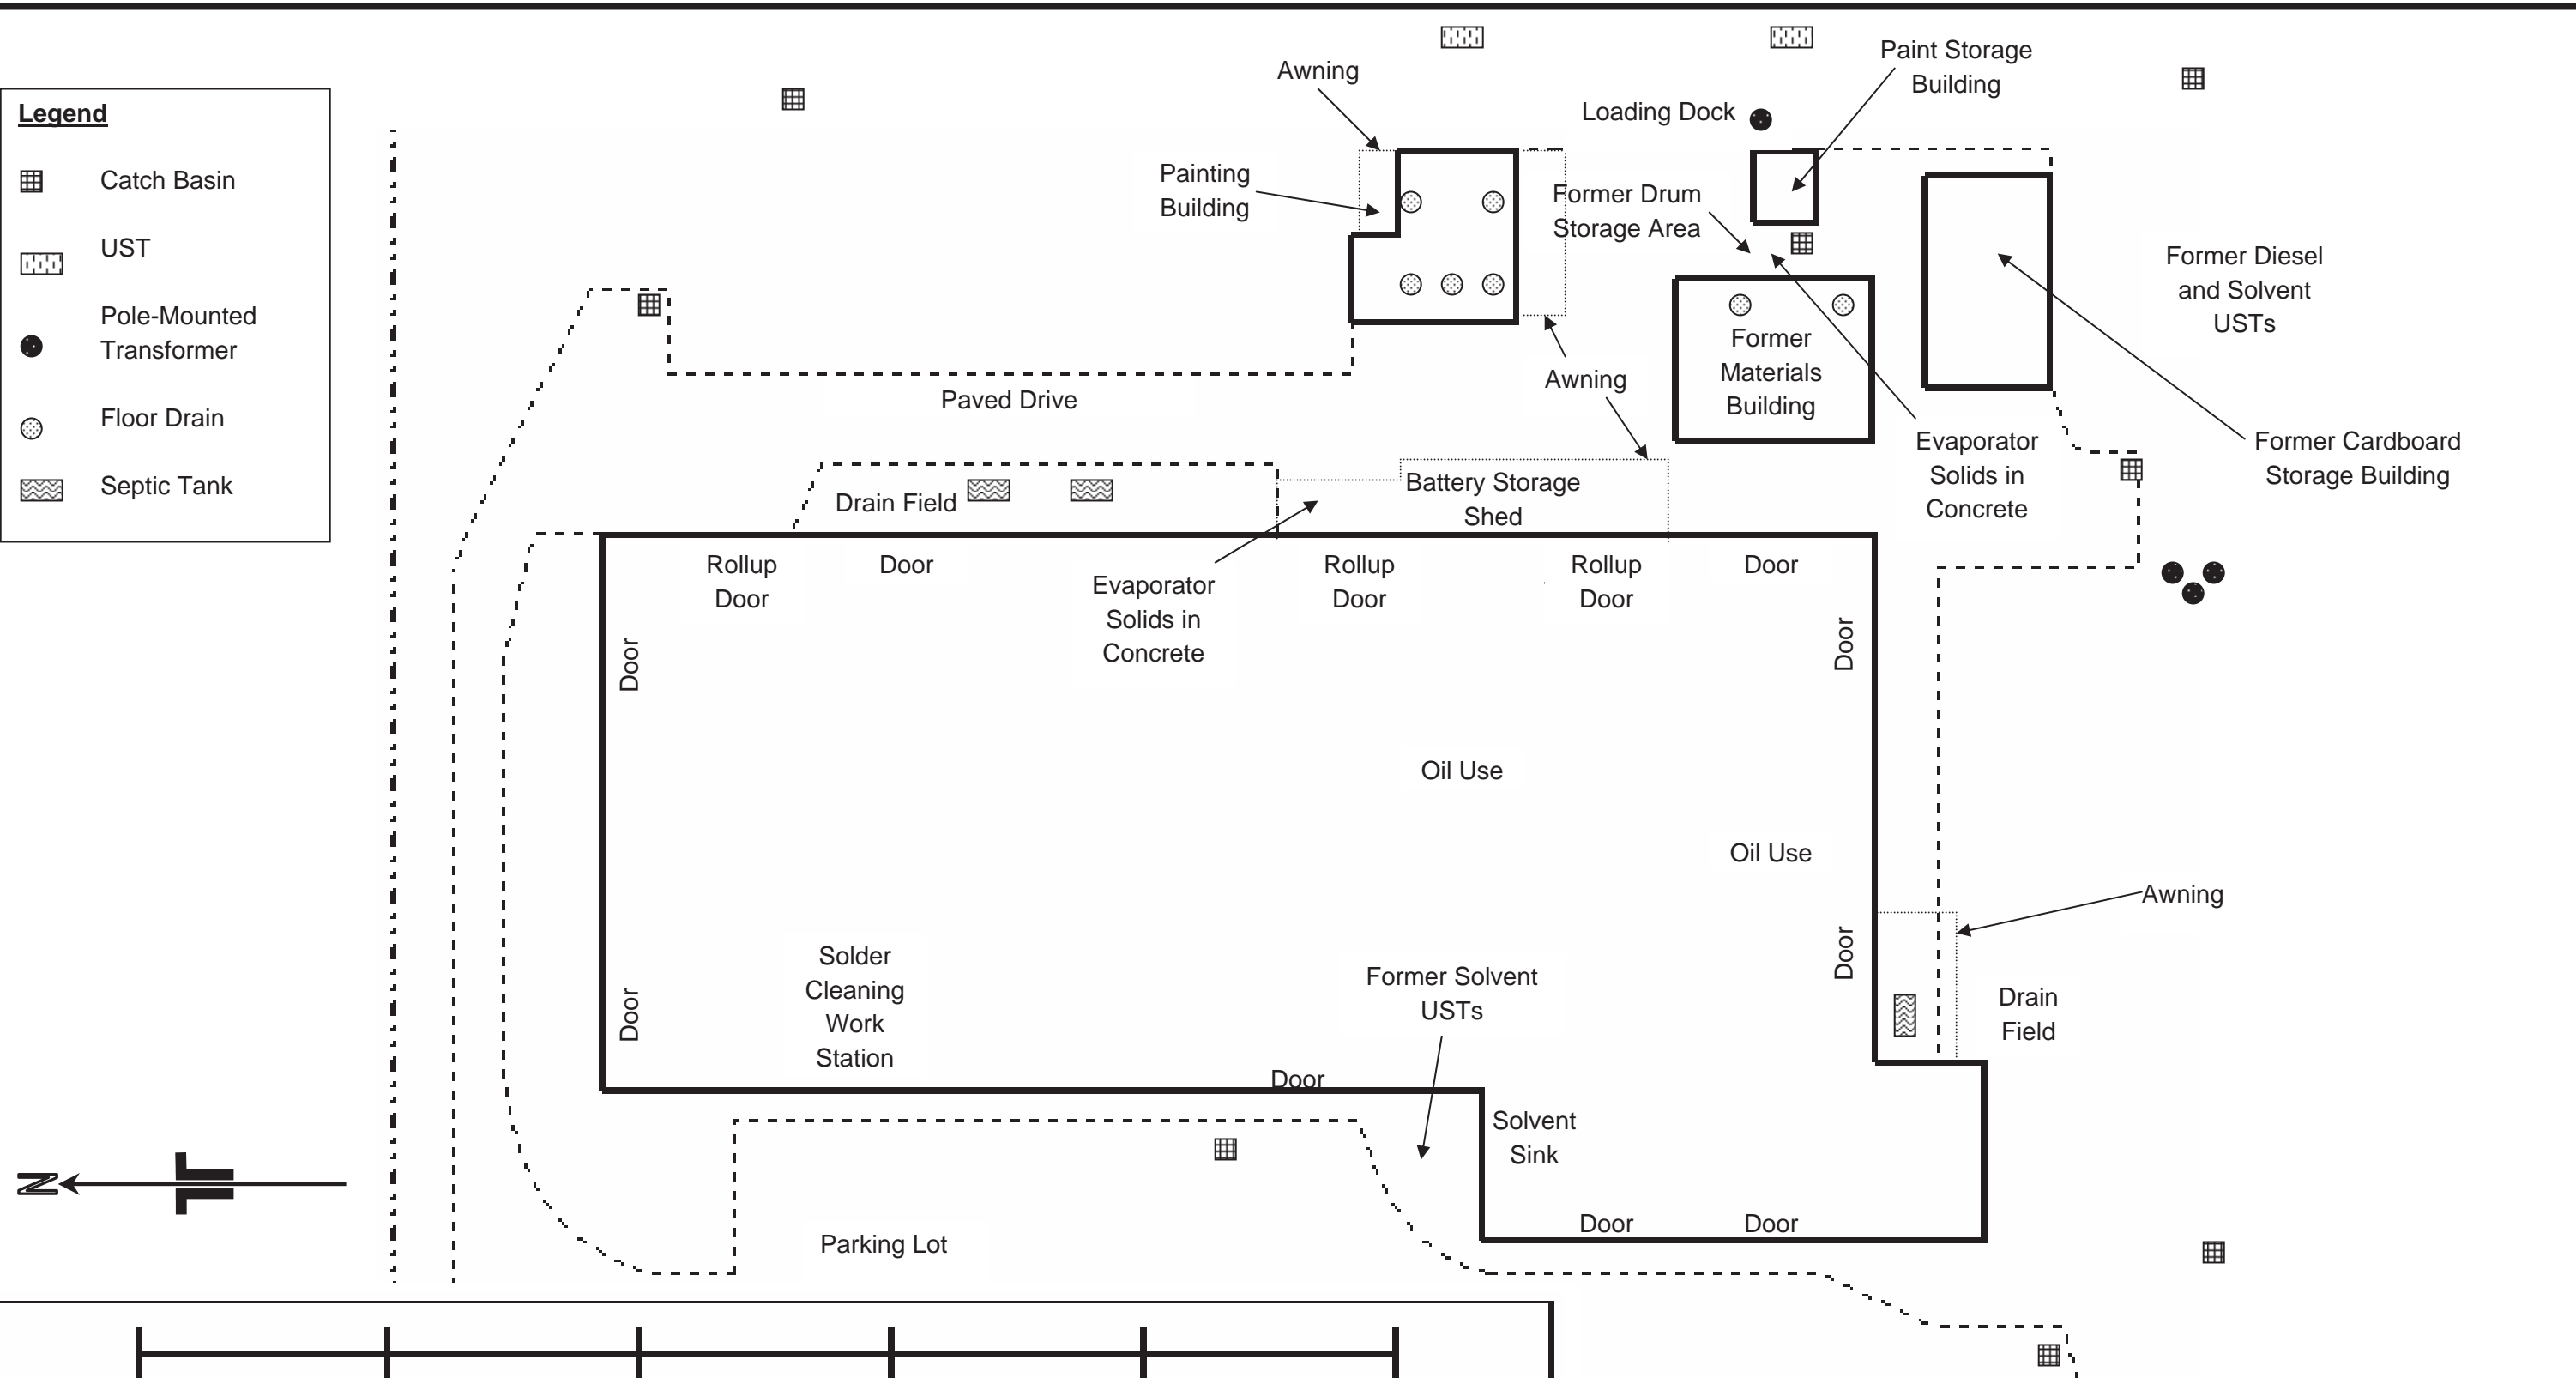 Legend
Catch Basin
UST
Pole-Mounted
Transformer
Floor Drain
Septic Tank
Awning
Painting
Building
Loading Dock
Paint Storage
Building
Former Drum
Storage Area
Former Diesel
and Solvent
USTs
Former
Materials
Building
Awning
Paved Drive
Evaporator
Solids in
Concrete
Former Cardboard
Storage Building
Drain Field
Battery Storage
Shed
Rollup
Door
Door
Evaporator
Solids in
Concrete
Rollup
Door
Rollup
Door
Door
Door
Door
Oil Use
Oil Use
Awning
Door
Door
Solder
Cleaning
Work
Station
Former Solvent
USTs
Drain
Field
Door
Solvent
Sink
Door
Door
Parking Lot
N